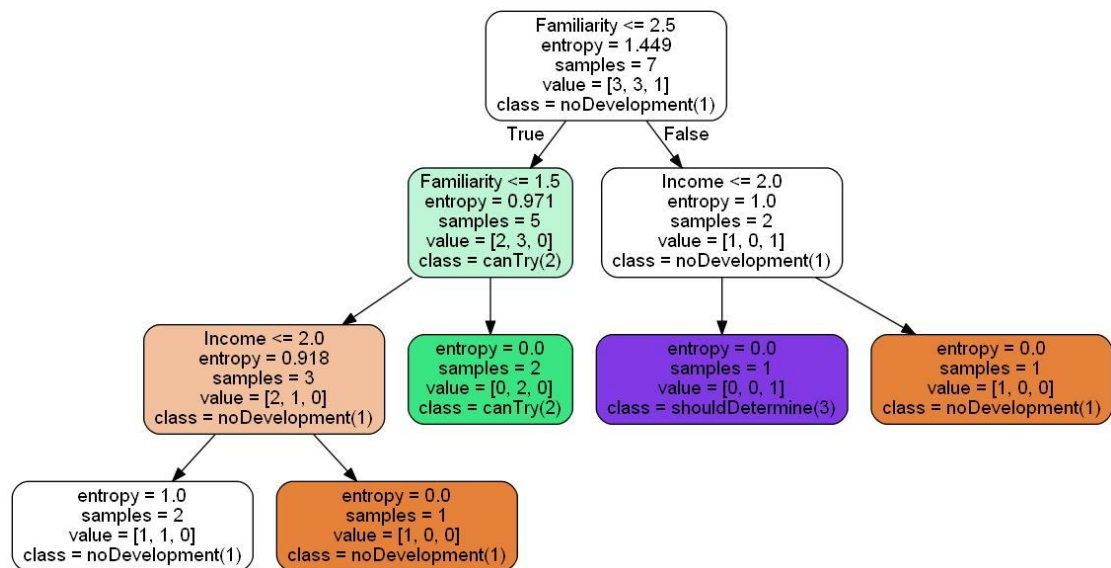 Familiarity <= 2.5
entropy = 1.449
samples = 7
value = [3, 3, 1]
class = noDevelopment(1)
True
False
Familiarity <= 1.5
entropy = 0.971
samples = 5
value = [2, 3, 0]
class = canTry(2)
Income <= 2.0
entropy = 1.0
samples = 2
value = [1, 0, 1]
class = noDevelopment(1)
Income <= 2.0
entropy = 0.918
samples = 3
value = [2, 1, 0]
class = noDevelopment(1)
entropy = 0.0
samples = 2
value = [0, 2, 0]
class = canTry(2)
entropy = 0.0
samples = 1
value = [0, 0, 1]
class = shouldDetermine(3)
entropy = 0.0
samples = 1
value = [1, 0, 0]
class = noDevelopment(1)
entropy = 1.0
samples = 2
value = [1, 1, 0]
class = noDevelopment(1)
entropy = 0.0
samples = 1
value = [1, 0, 0]
class = noDevelopment(1)